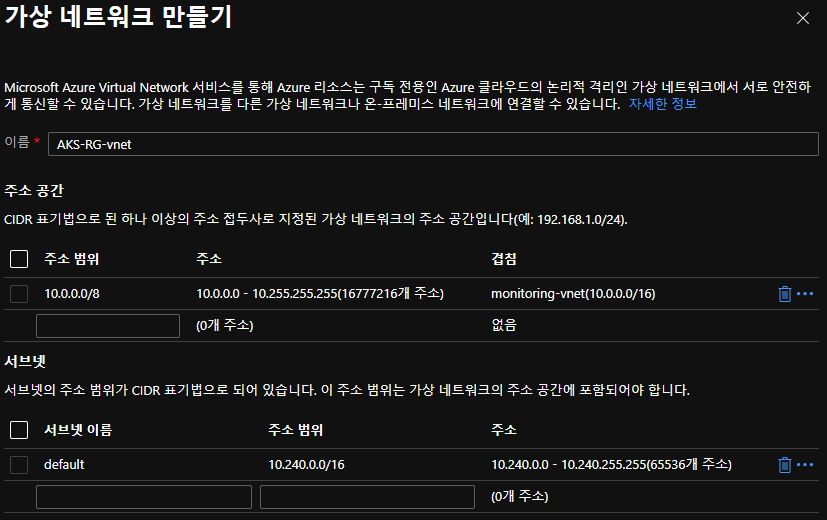 가상 네트워크 만들기
Microsoft Azure Virtual Network 서비스를 통해 Azure 리소스는 구독 전용인 Azure 클라우드의 논리적 격리인 가상 네트워크에서 서로 안전하
게 통신할 수 있습니다. 가상 네트워크를 다른 가상 네트워크나 온-프레미스 네트워크에 연결할 수 있습니다. 자세한 정보
이름 * AKS-RG-vnet
주소 공간
CIDR 표기법으로 된 하나 이상의 주소 접두사로 지정된 가상 네트워크의 주소 공간입니다(예: 192.168.1.0/24).
주소 범위 주소 겹침
10.0.0.0/8 10.0.0.0 - 10.255.255.255(16777216개 주소) monitoring-vnet(10.0.0.0/16)
(0개 주소) 없음
서브넷
서브넷의 주소 범위가 CIDR 표기법으로 되어 있습니다. 이 주소 범위는 가상 네트워크의 주소 공간에 포함되어야 합니다.
서브넷 이름 주소 범위 주소
default 10.240.0.0/16 10.240.0.0 - 10.240.255.255(65536개 주소)
(0개 주소)